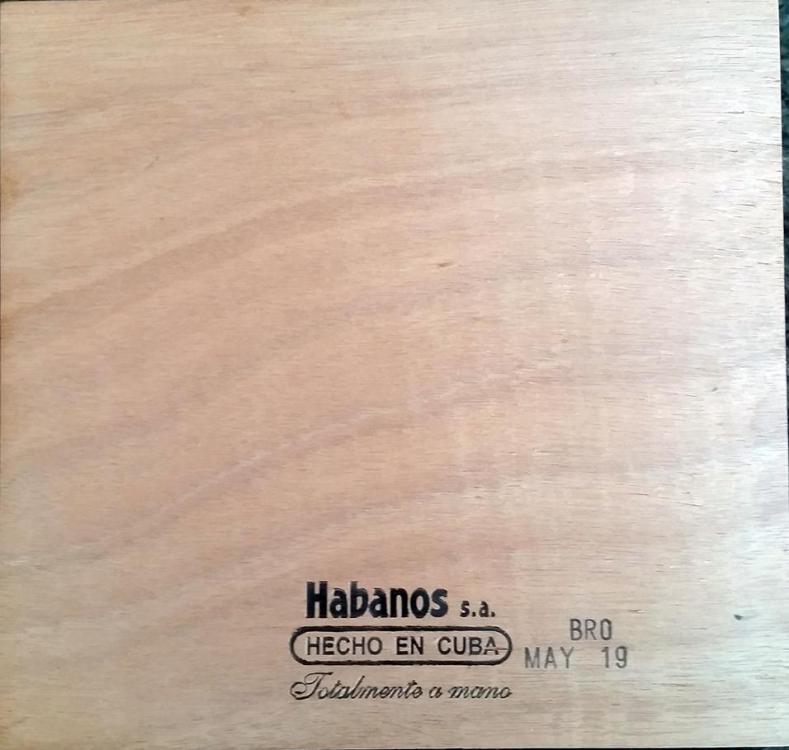 Habanos s.a.
HECHO EN CUBA
Totalmente a mano
BRO
MAY 19